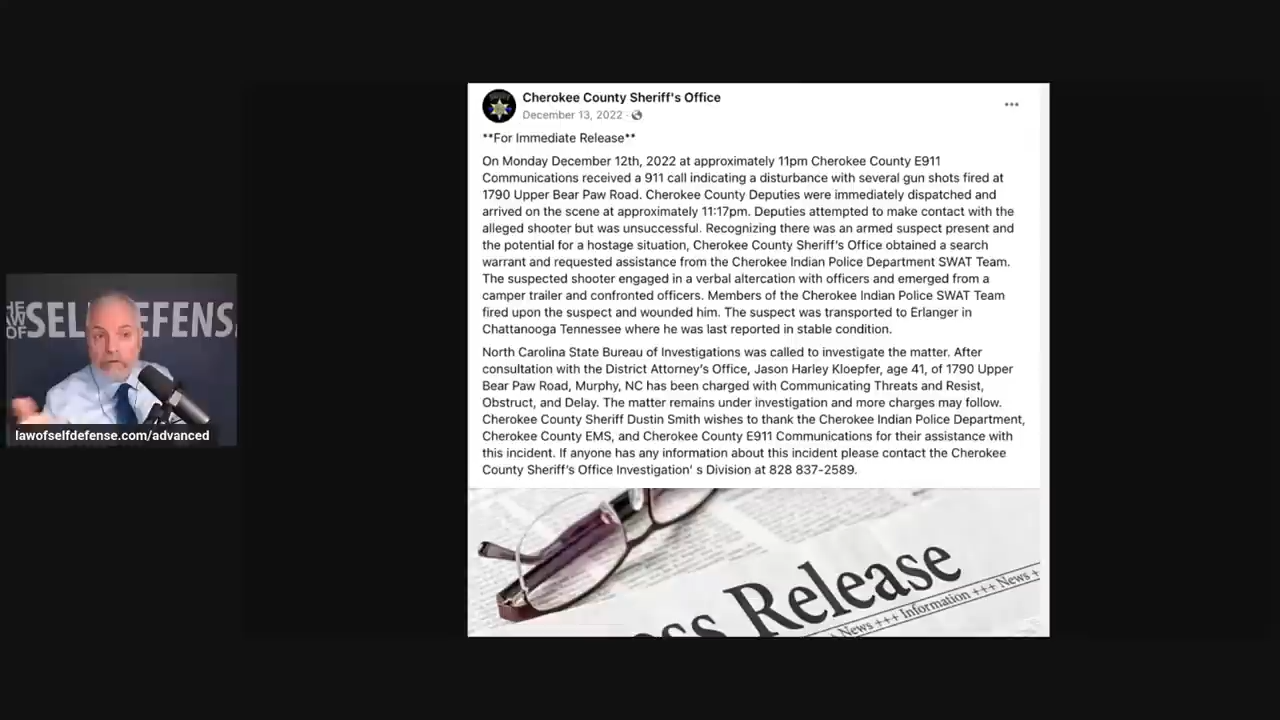 THE
LAW
OF
SELF DEFENSE
lawofselfdefense.com/advanced
Cherokee County Sheriff's Office
December 13, 2022 ·
**For Immediate Release**
On Monday December 12th, 2022 at approximately 11pm Cherokee County E911
Communications received a 911 call indicating a disturbance with several gun shots fired at
1790 Upper Bear Paw Road. Cherokee County Deputies were immediately dispatched and
arrived on the scene at approximately 11:17pm. Deputies attempted to make contact with the
alleged shooter but was unsuccessful. Recognizing there was an armed suspect present and
the potential for a hostage situation, Cherokee County Sheriff's Office obtained a search
warrant and requested assistance from the Cherokee Indian Police Department SWAT Team.
The suspected shooter engaged in a verbal altercation with officers and emerged from a
camper trailer and confronted officers. Members of the Cherokee Indian Police SWAT Team
fired upon the suspect and wounded him. The suspect was transported to Erlanger in
Chattanooga Tennessee where he was last reported in stable condition.
North Carolina State Bureau of Investigations was called to investigate the matter. After
consultation with the District Attorney's Office, Jason Harley Kloepfer, age 41, of 1790 Upper
Bear Paw Road, Murphy, NC has been charged with Communicating Threats and Resist,
Obstruct, and Delay. The matter remains under investigation and more charges may follow.
Cherokee County Sheriff Dustin Smith wishes to thank the Cherokee Indian Police Department,
Cherokee County EMS, and Cherokee County E911 Communications for their assistance with
this incident. If anyone has any information about this incident please contact the Cherokee
County Sheriff's Office Investigation' s Division at 828 837-2589.
ess Release
News +++ Information +++ News +